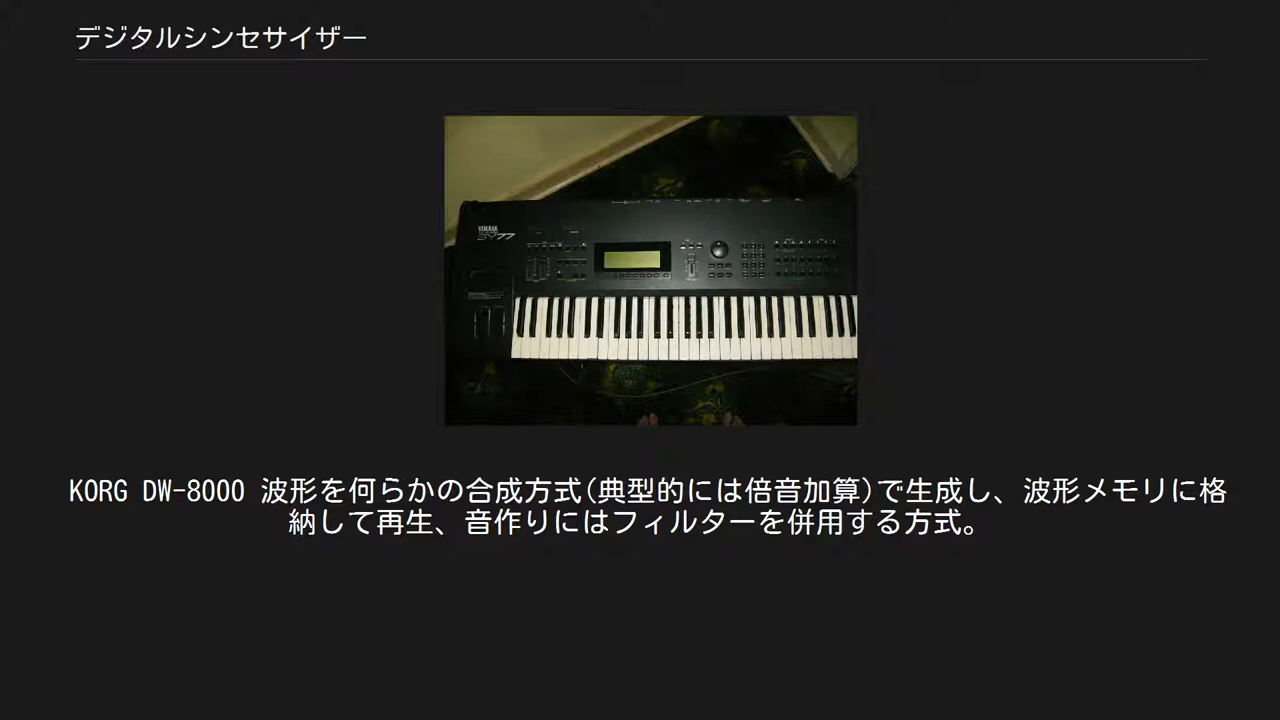 デジタルシンセサイザー
YAMAHA
SY77
KORG DW-8000 波形を何らかの合成方式(典型的には倍音加算)で生成し、波形メモリに格
納して再生、音作りにはフィルターを併用する方式。